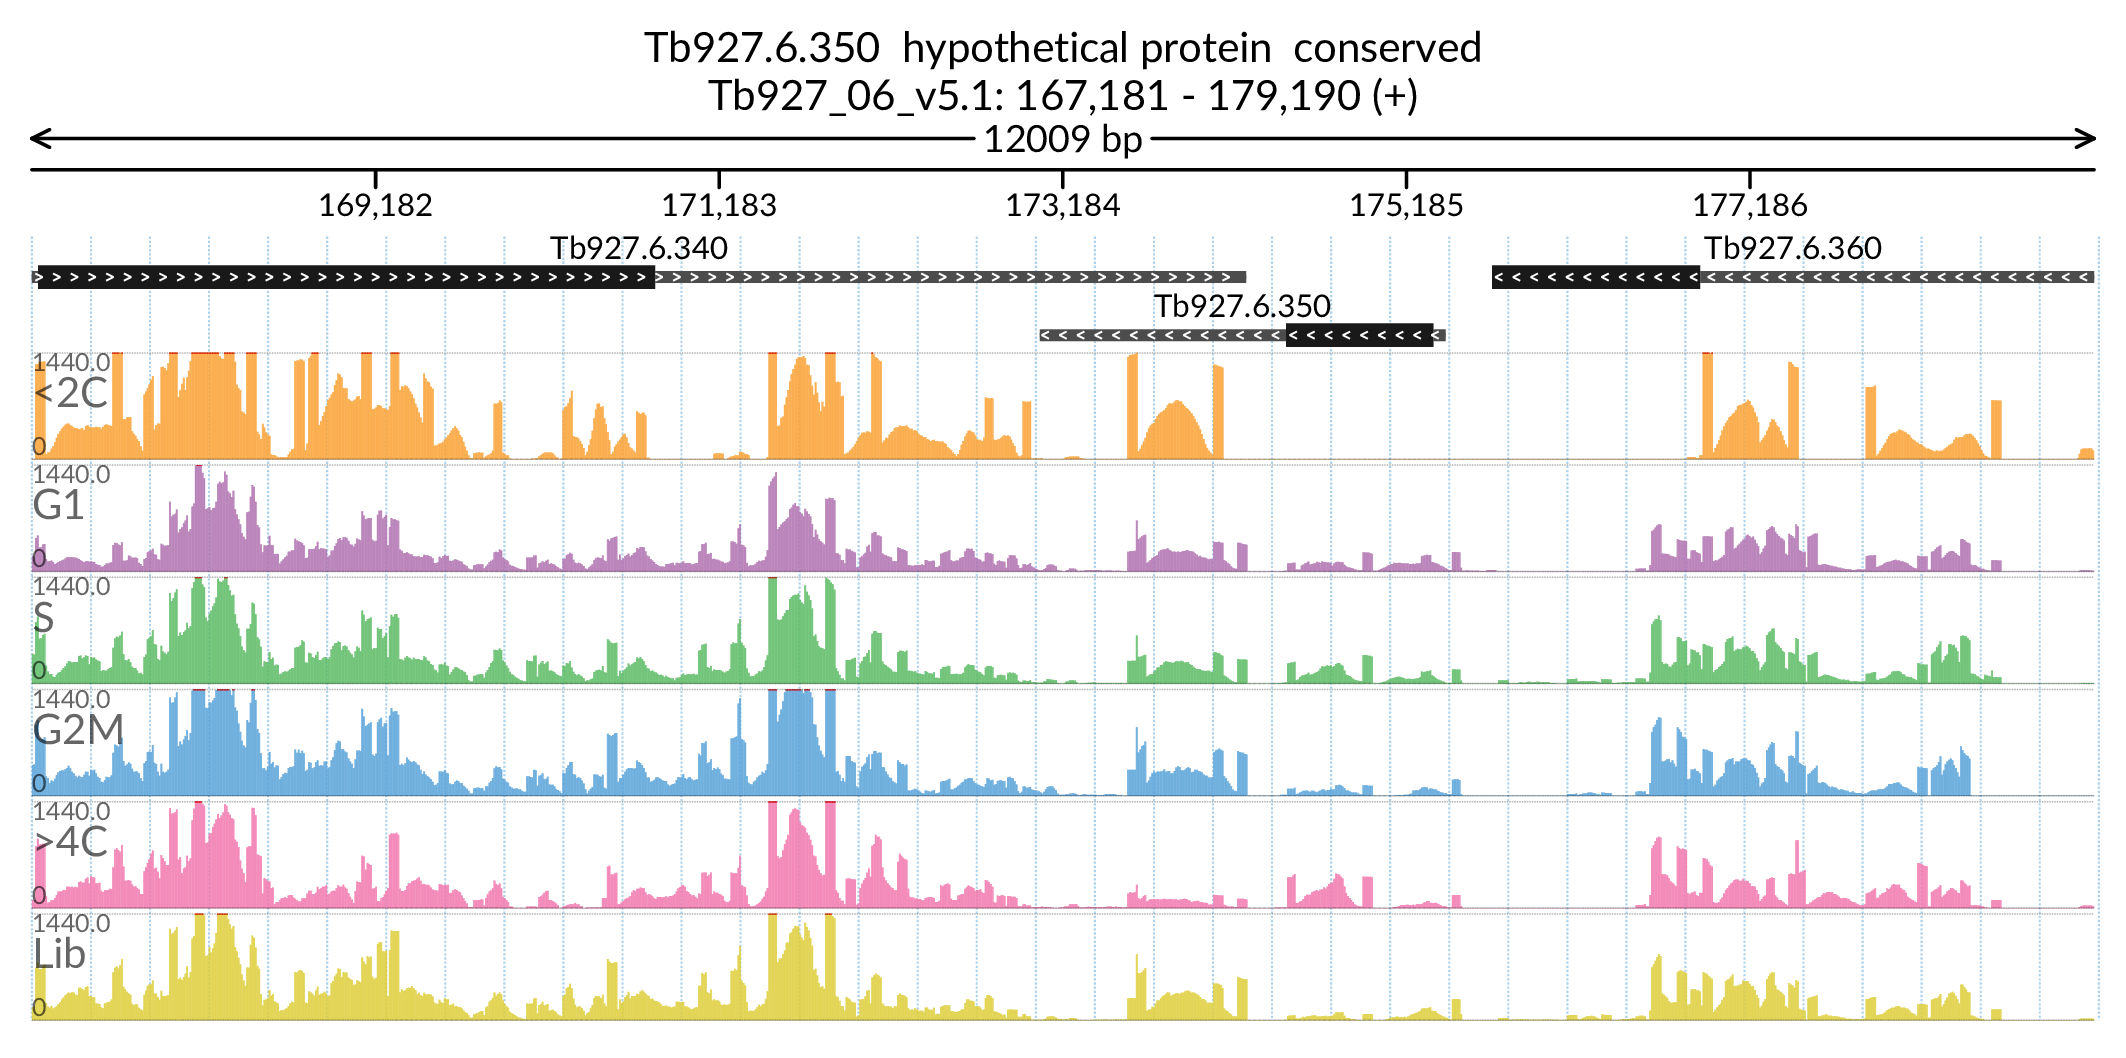 Tb927.6.350  hypothetical protein  conserved
Tb927_06_v5.1: 167,181 - 179,190 (+)
12009 bp
169,182 171,183 173,184 175,185 177,186
Tb927.6.340 Tb927.6.360
Tb927.6.350
1440.0
<2C
0
1440.0
G1
0
1440.0
S
0
1440.0
G2M
0
1440.0
>4C
0
1440.0
Lib
0